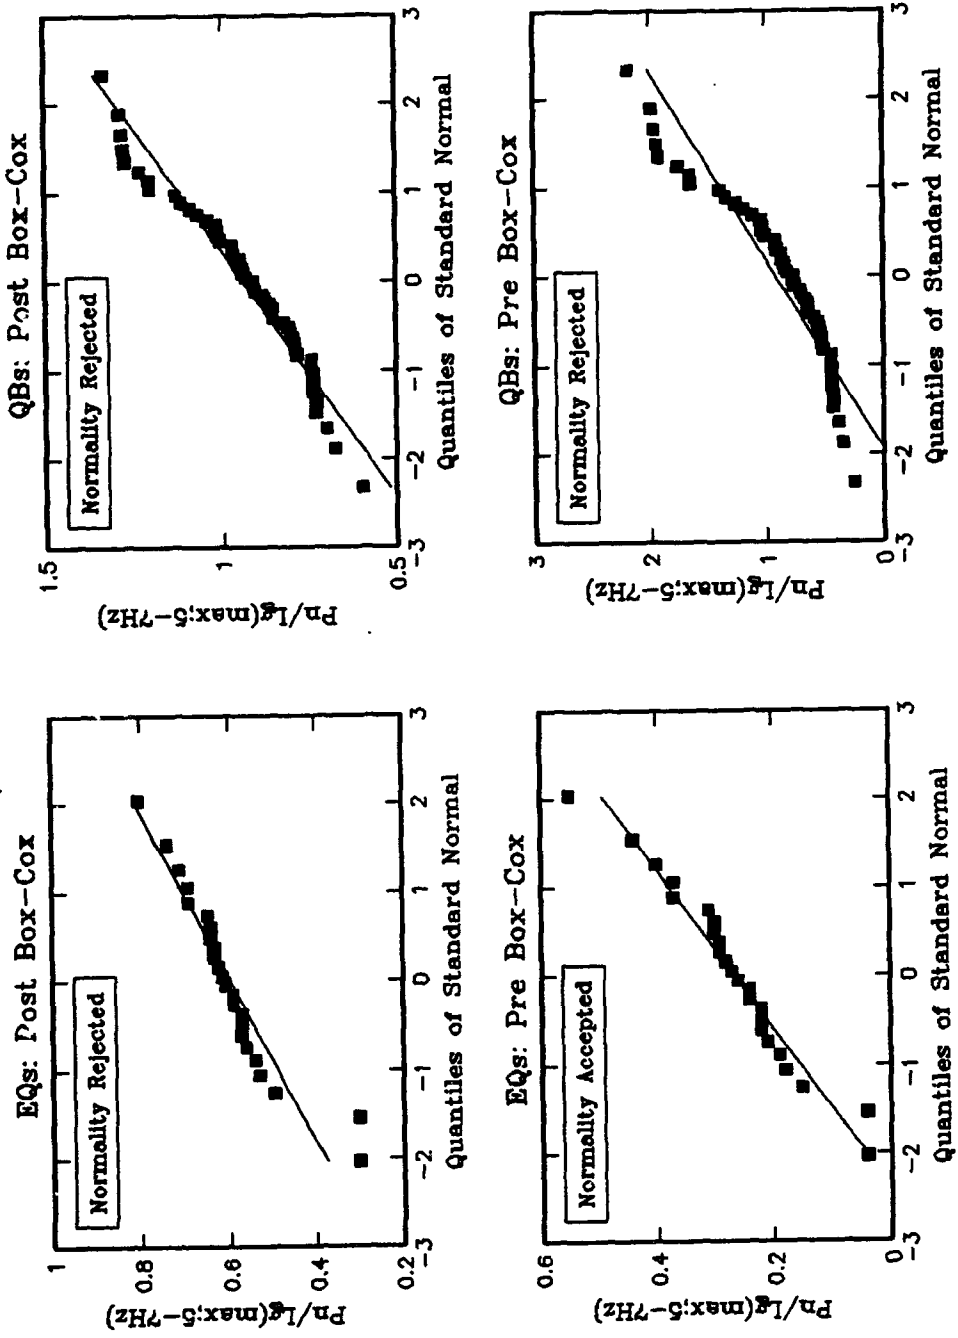 EQs: Post Box-Cox
Normality Rejected
Pn/Lg(max;5-7Hz)
1
0.8
0.6
0.4
0.2
-3 -2 -1 0 1 2 3
Quantiles of Standard Normal
QBs: Post Box-Cox
Normality Rejected
Pn/Lg(max;5-7Hz)
1.5
1
0.5
-3 -2 -1 0 1 2 3
Quantiles of Standard Normal
EQs: Pre Box-Cox
Normality Accepted
Pn/Lg(max;5-7Hz)
0.6
0.4
0.2
0
-3 -2 -1 0 1 2 3
Quantiles of Standard Normal
QBs: Pre Box-Cox
Normality Rejected
Pn/Lg(max;5-7Hz)
3
2
1
0
-3 -2 -1 0 1 2 3
Quantiles of Standard Normal